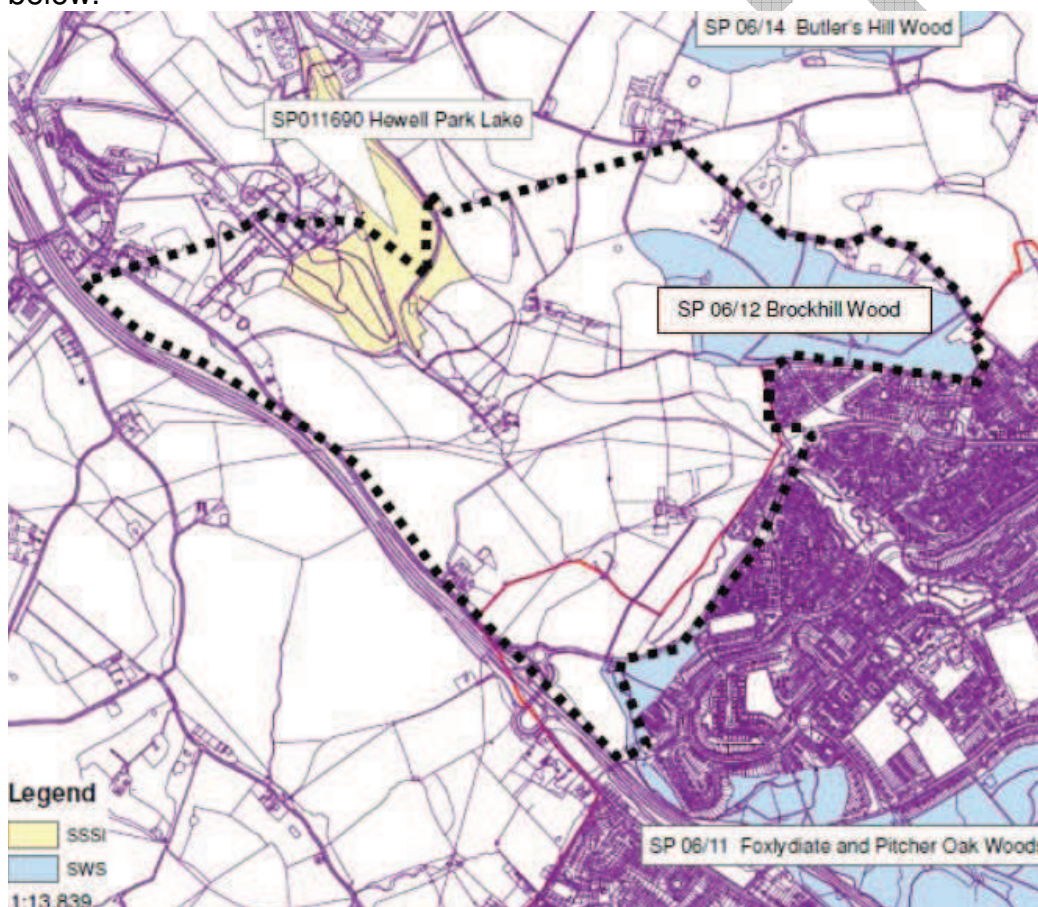 below.
SP 06/14 Butler's Hill Wood
SP011690 Hewell Park Lake
SP 06/12 Brockhill Wood
Legend
SSSI
SWS
1:13,839
SP 06/11 Foxlydiate and Pitcher Oak Woods